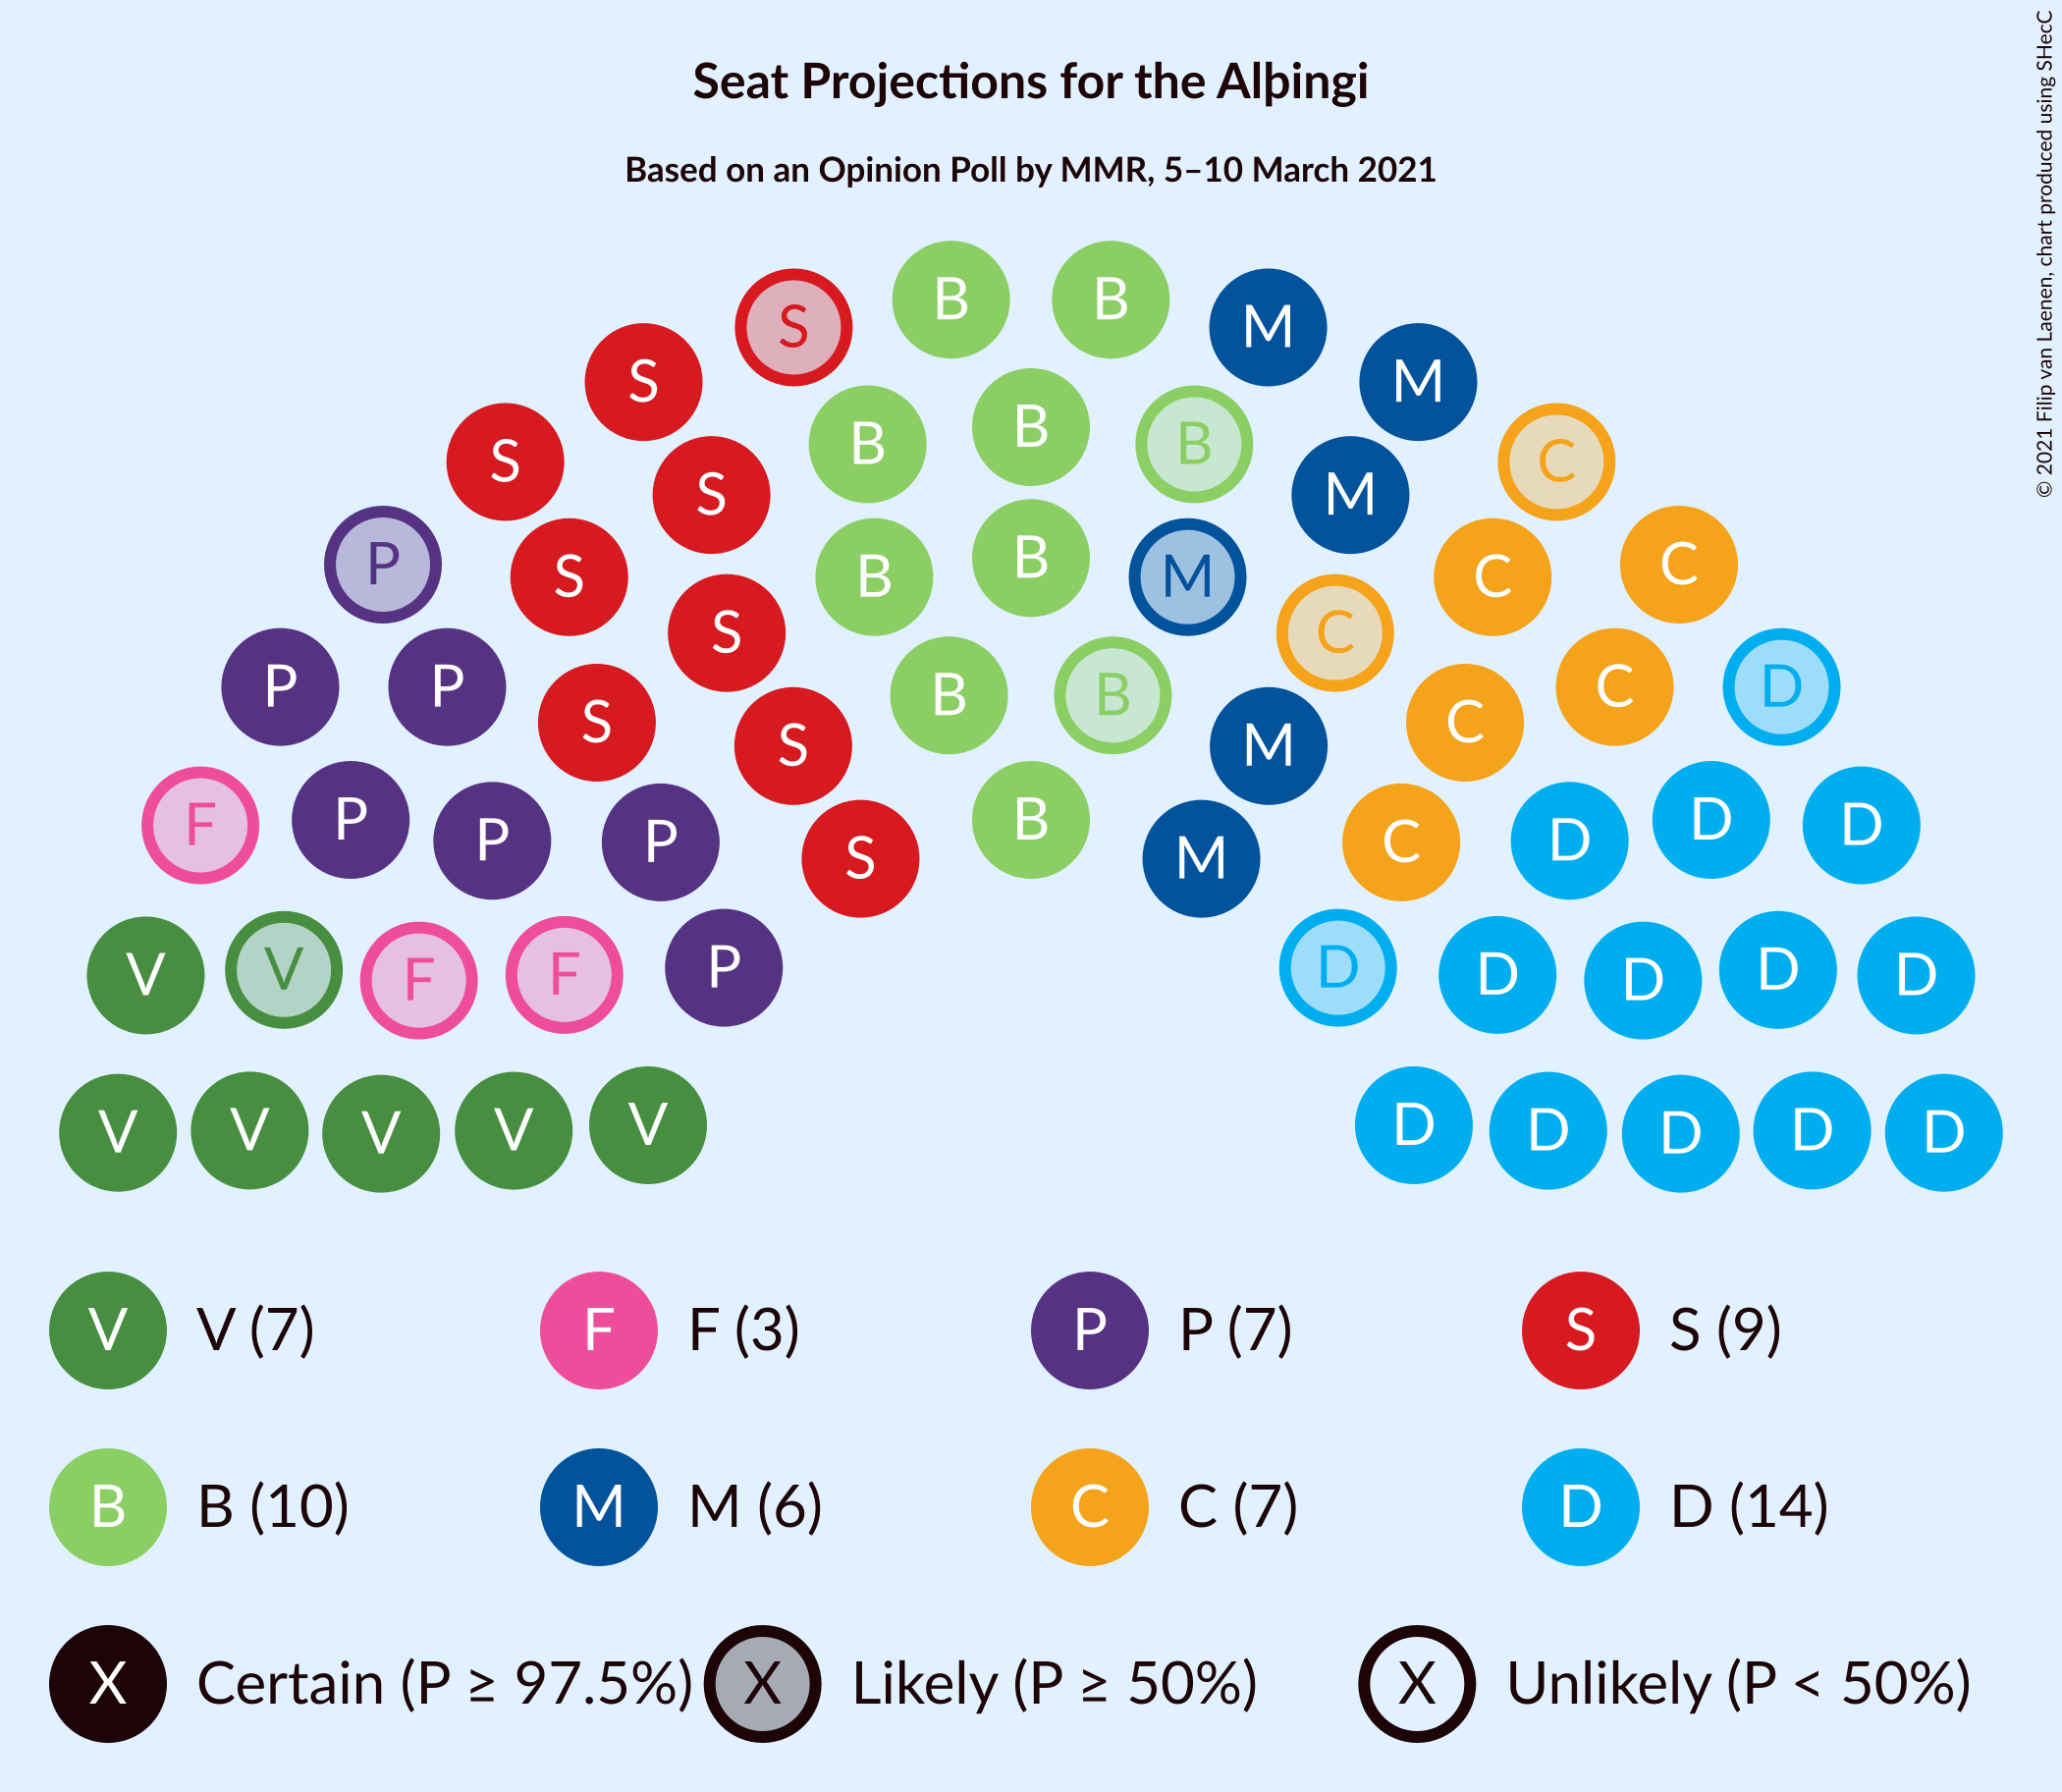 Seat Projections for the Alþingi
Based on an Opinion Poll by MMR, 5–10 March 2021
© 2021 Filip van Laenen, chart produced using SHecC
B B
S M M
S B
S B B C
S M
P S B C C
S B M C
P P S B B C D
S M
F P P P S B M C D D D
V V F F P D D D D D
V V V V V D D D D D
V V (7) F F (3) P P (7) S S (9)
B B (10) M M (6) C C (7) D D (14)
X Certain (P ≥ 97.5%) X Likely (P ≥ 50%) X Unlikely (P < 50%)